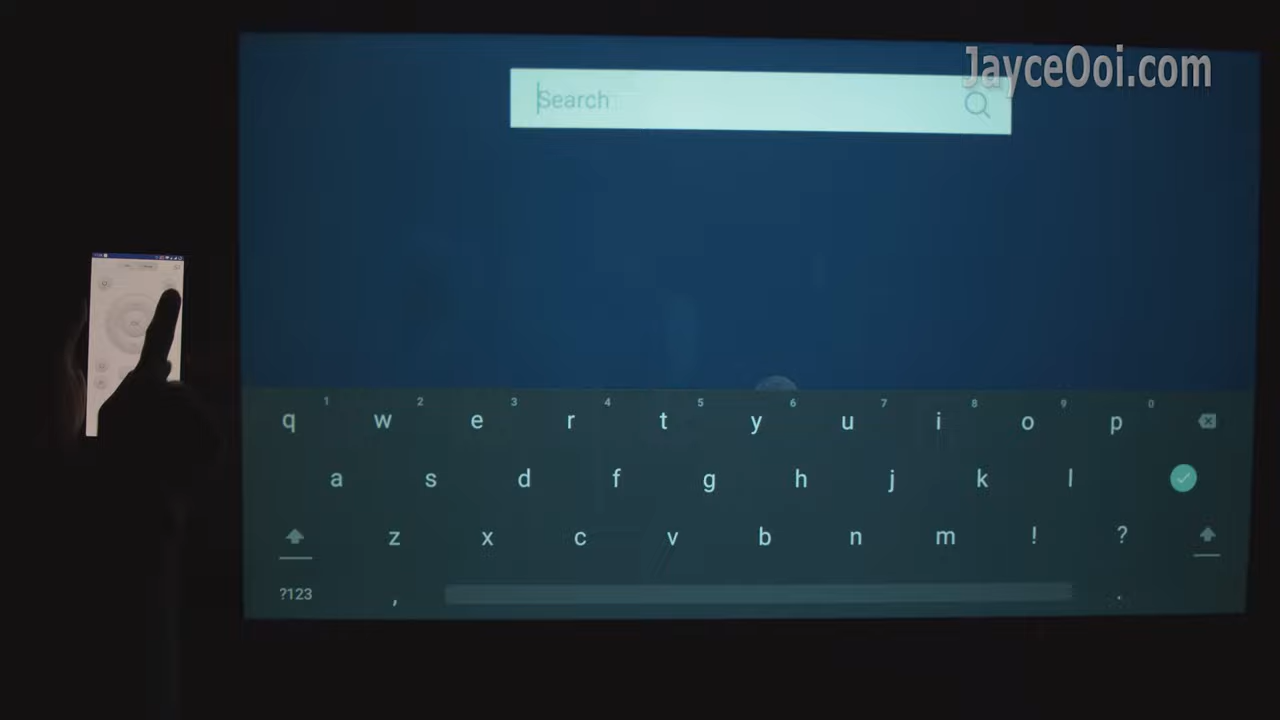 JayceOoi.com
Search
1 2 3 4 5 6 7 8 9 0
q w e r t y u i o p
a s d f g h j k l
z x c v b n m ! ?
?123 , .